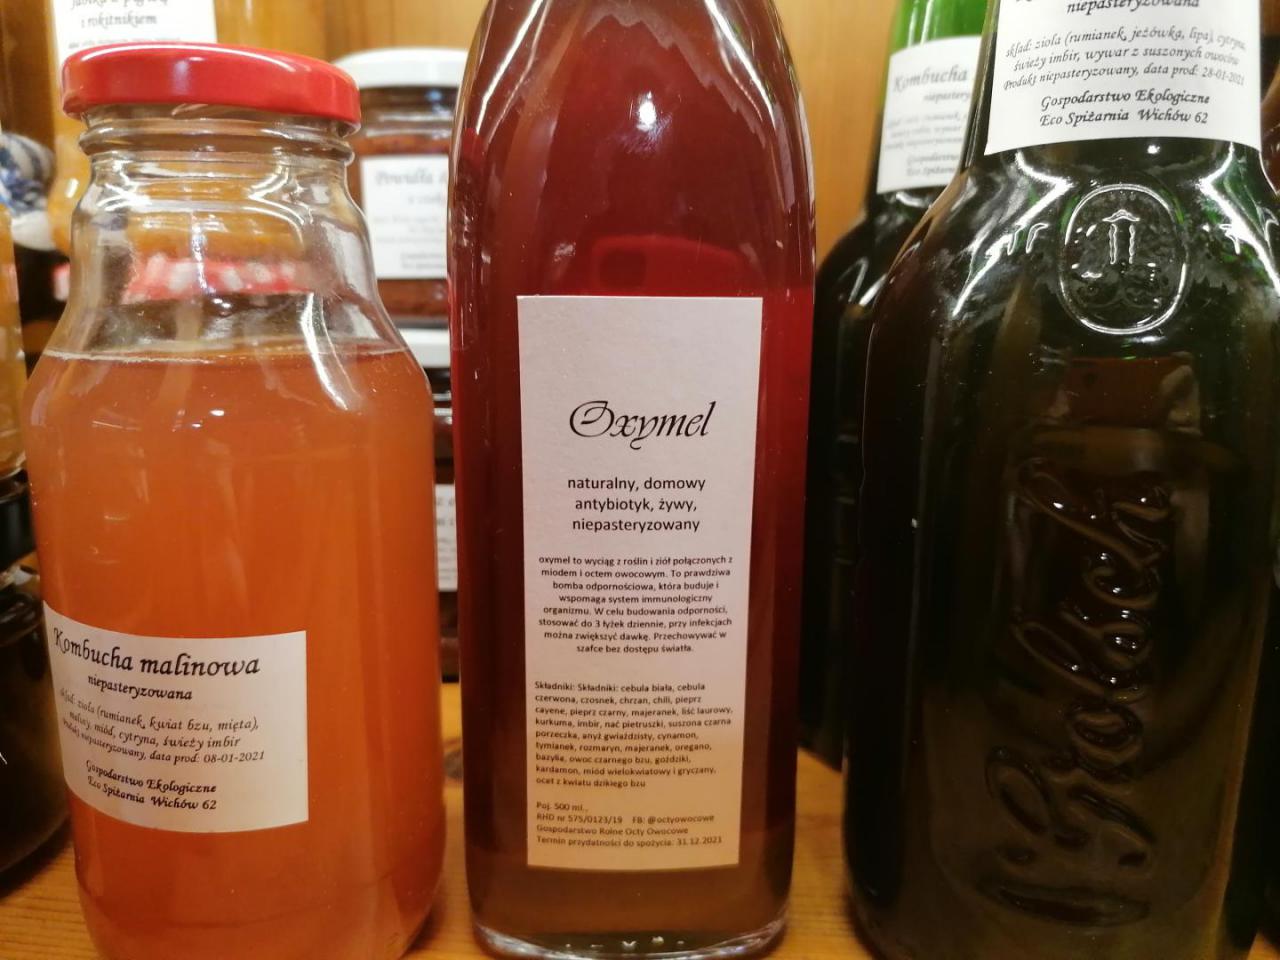 i rokitnikiem
Kombucha malinowa
niepasteryzowana
skład: zioła (rumianek, kwiat bzu, mięta),
maliny, miód, cytryna, świeży imbir
Produkt niepasteryzowany, data prod: 08-01-2021
Gospodarstwo Ekologiczne
Eco Spiżarnia Wichów 62
Powidła
Oxymel
naturalny, domowy
antybiotyk, żywy,
niepasteryzowany
oxymel to wyciąg z roślin i ziół połączonych z
miodem i octem owocowym. To prawdziwa
bomba odpornościowa, która buduje i
wspomaga system immunologiczny
organizmu. W celu budowania odporności,
stosować do 3 łyżek dziennie, przy infekcjach
można zwiększyć dawkę. Przechowywać w
szafce bez dostępu światła.
Składniki: Składniki: cebula biała, cebula
czerwona, czosnek, chrzan, chili, pieprz
cayene, pieprz czarny, majeranek, liść laurowy,
kurkuma, imbir, nać pietruszki, suszona czarna
porzeczka, anyż gwiaździsty, cynamon,
tymianek, rozmaryn, majeranek, oregano,
bazylia, owoc czarnego bzu, goździki,
kardamon, miód wielokwiatowy i gryczany,
ocet z kwiatu dzikiego bzu
Poj. 500 ml.,
RHD nr 575/0123/19 FB: @octyowocowe
Gospodarstwo Rolne Octy Owocowe
Termin przydatności do spożycia: 31.12.2021
Kombucha
niepasteryzowana
skład: zioła (rumianek, jeżówka, lipa), cytryna,
świeży imbir, wywar z suszonych owoców
Produkt niepasteryzowany, data prod: 28-01-2021
Gospodarstwo Ekologiczne
Eco Spiżarnia Wichów 62
Grolsch